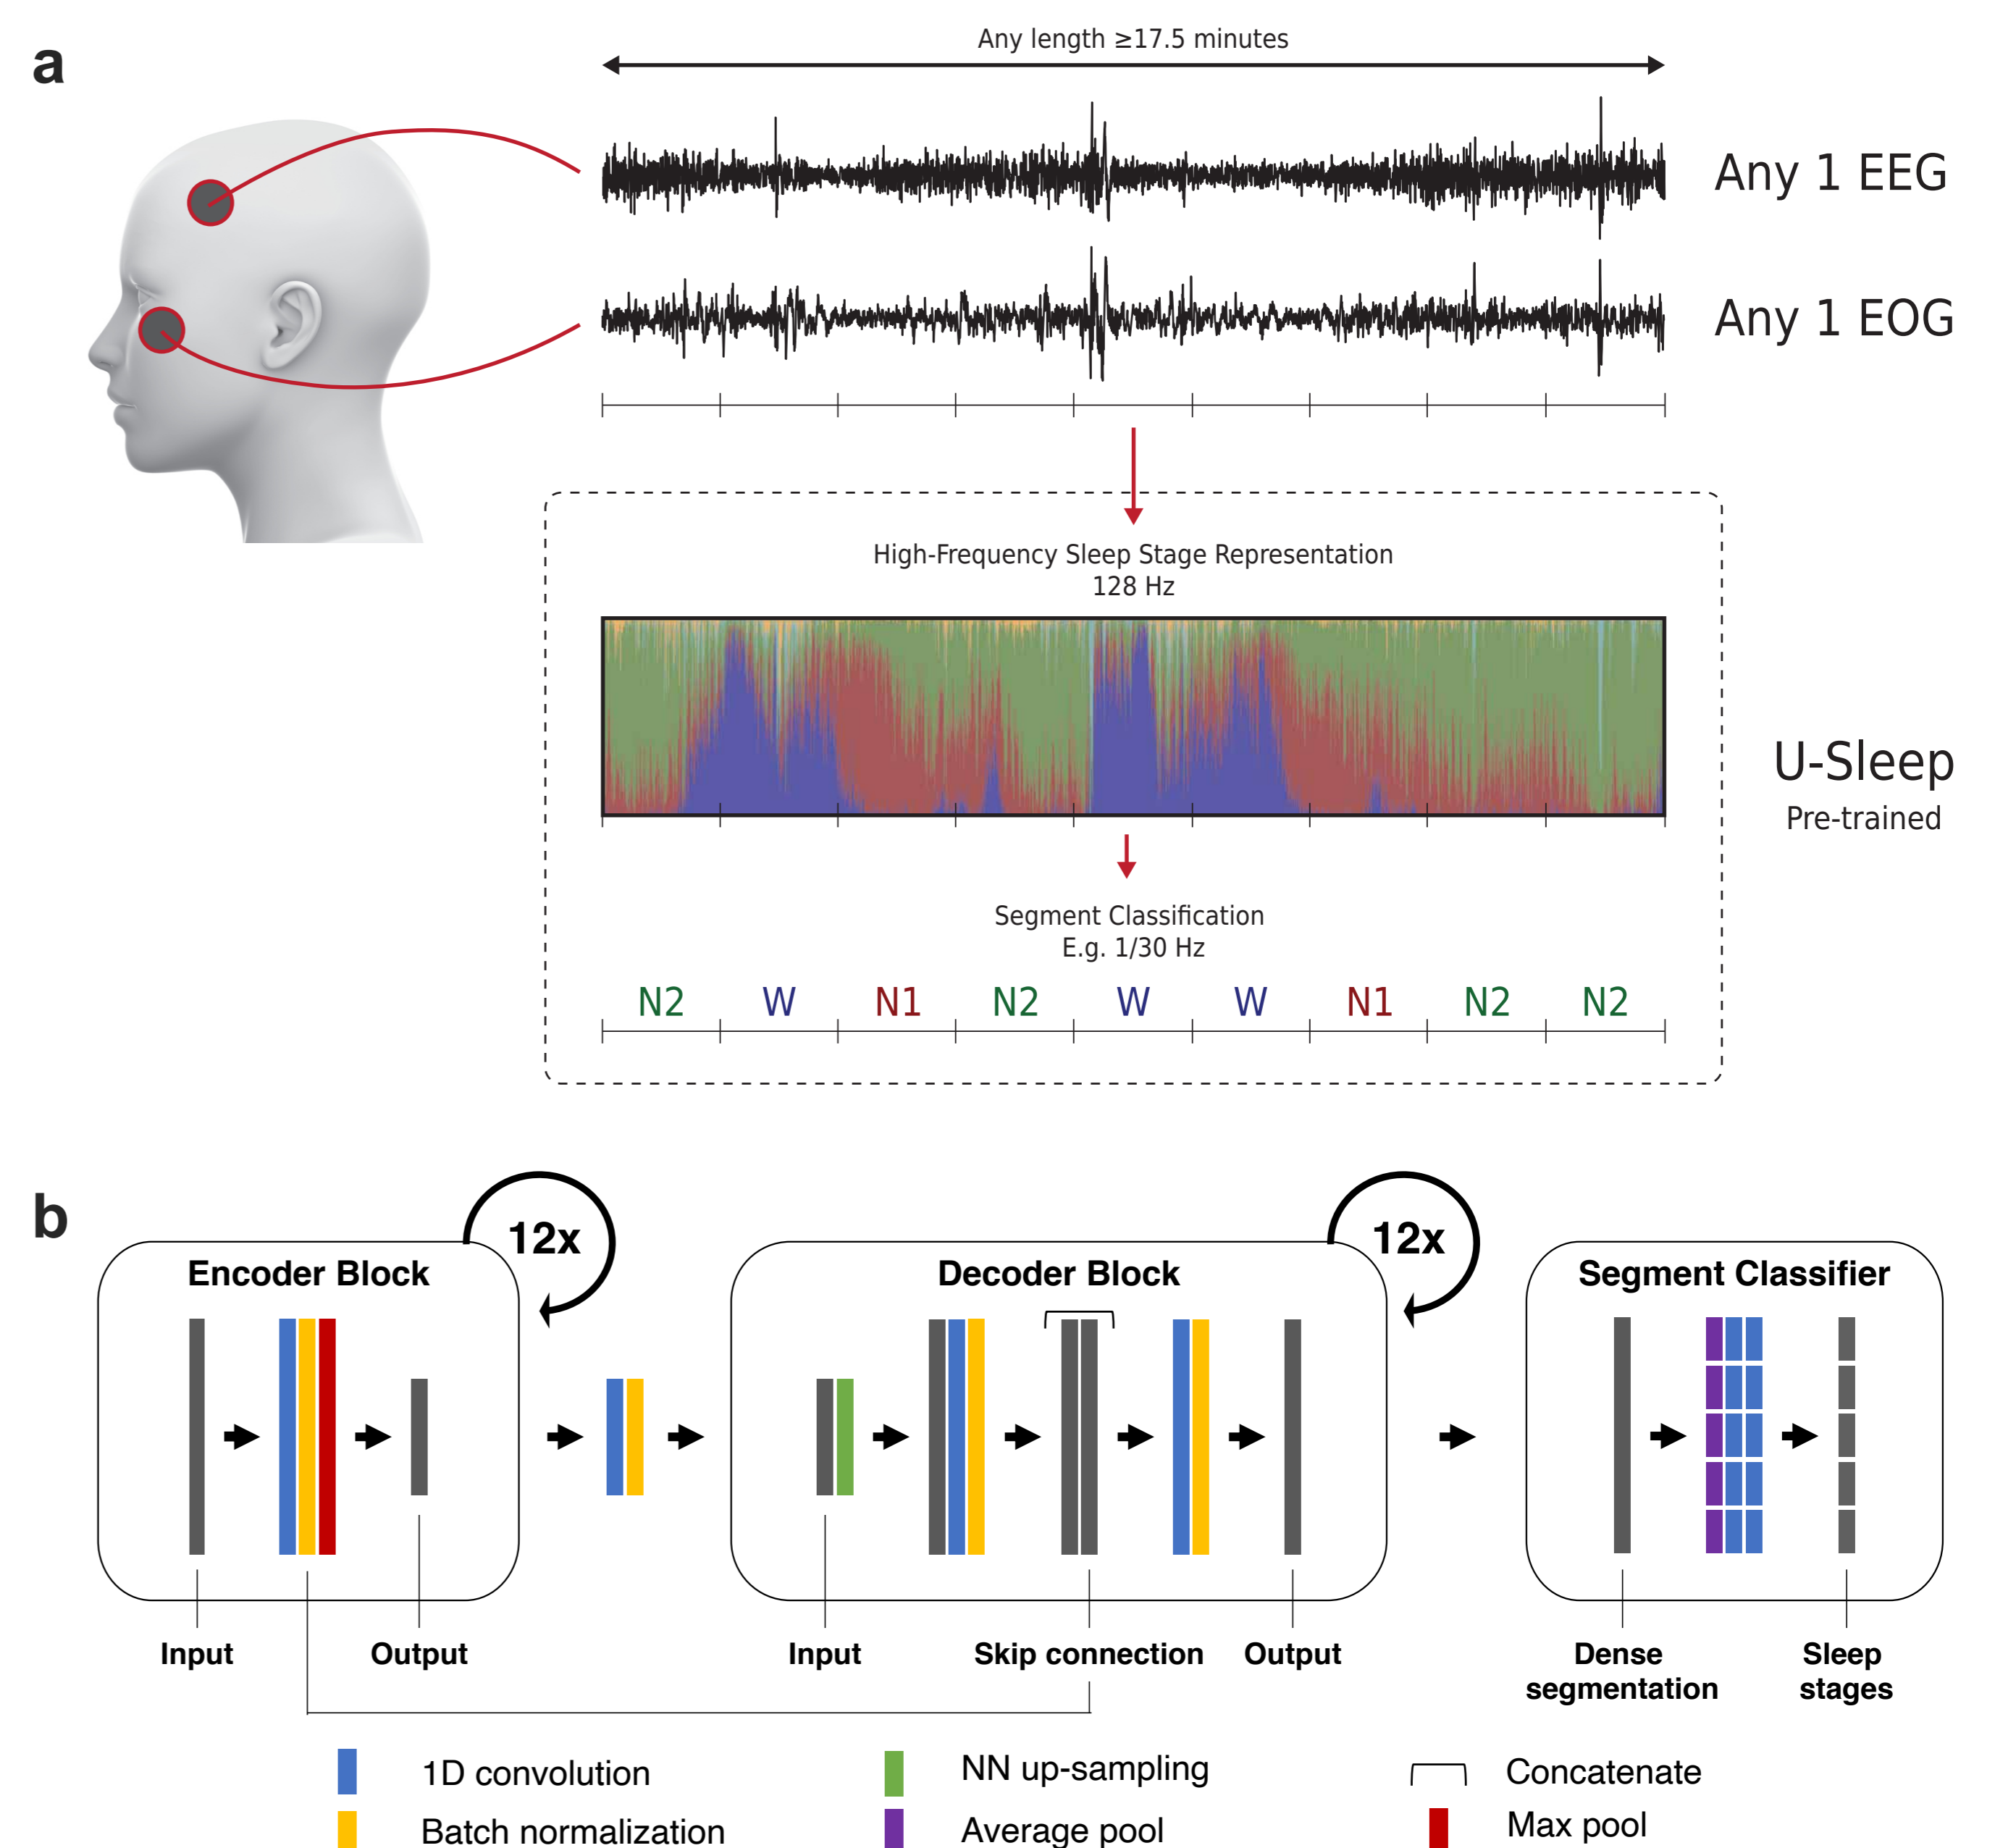 a
Any length ≥17.5 minutes
Any 1 EEG
Any 1 EOG
High-Frequency Sleep Stage Representation
128 Hz
U-Sleep
Pre-trained
Segment Classification
E.g. 1/30 Hz
N2 W N1 N2 W W N1 N2 N2
b
12x 12x
Encoder Block Decoder Block Segment Classifier
Input Output Input Skip connection Output Dense segmentation Sleep stages
1D convolution NN up-sampling Concatenate
Batch normalization Average pool Max pool